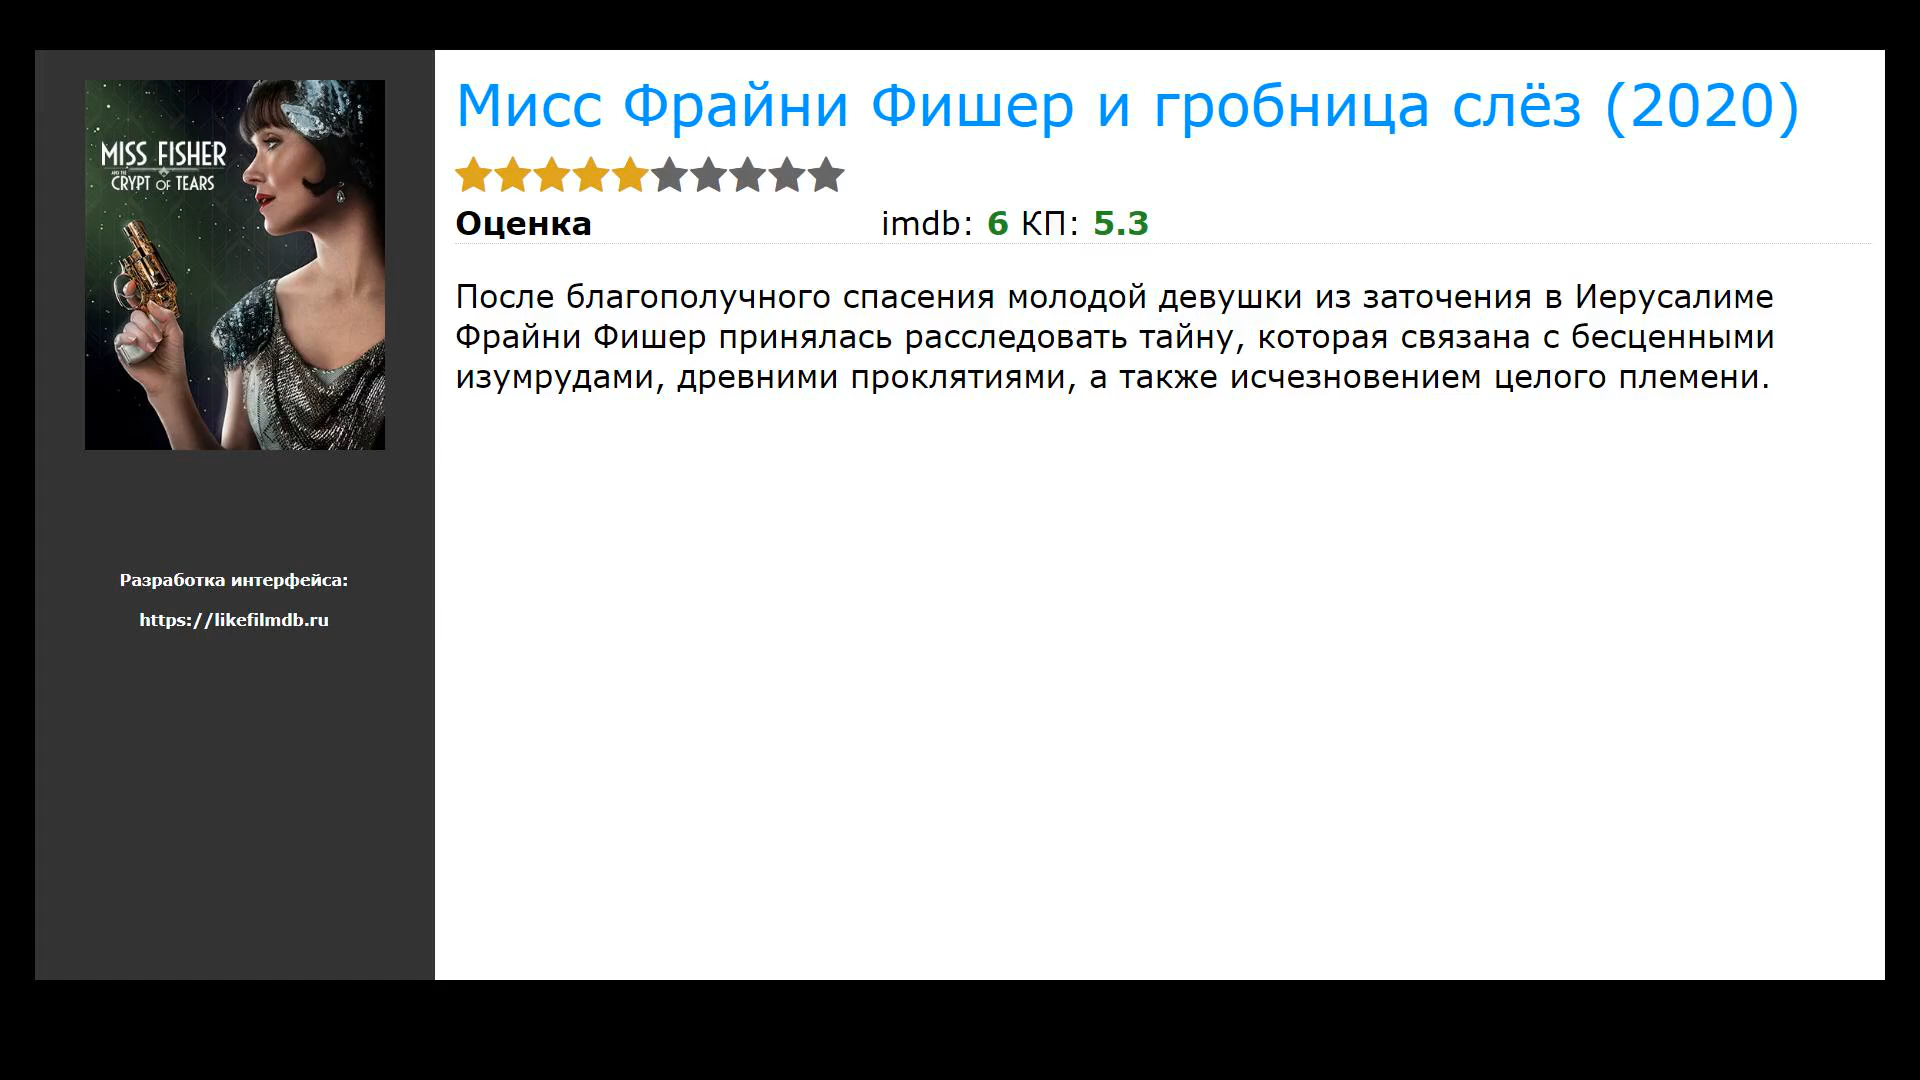 MISS FISHER
AND THE
CRYPT OF TEARS
Разработка интерфейса:
https://likefilmdb.ru
Мисс Фрайни Фишер и гробница слёз (2020)
Оценка imdb: 6 КП: 5.3
После благополучного спасения молодой девушки из заточения в Иерусалиме
Фрайни Фишер принялась расследовать тайну, которая связана с бесценными
изумрудами, древними проклятиями, а также исчезновением целого племени.